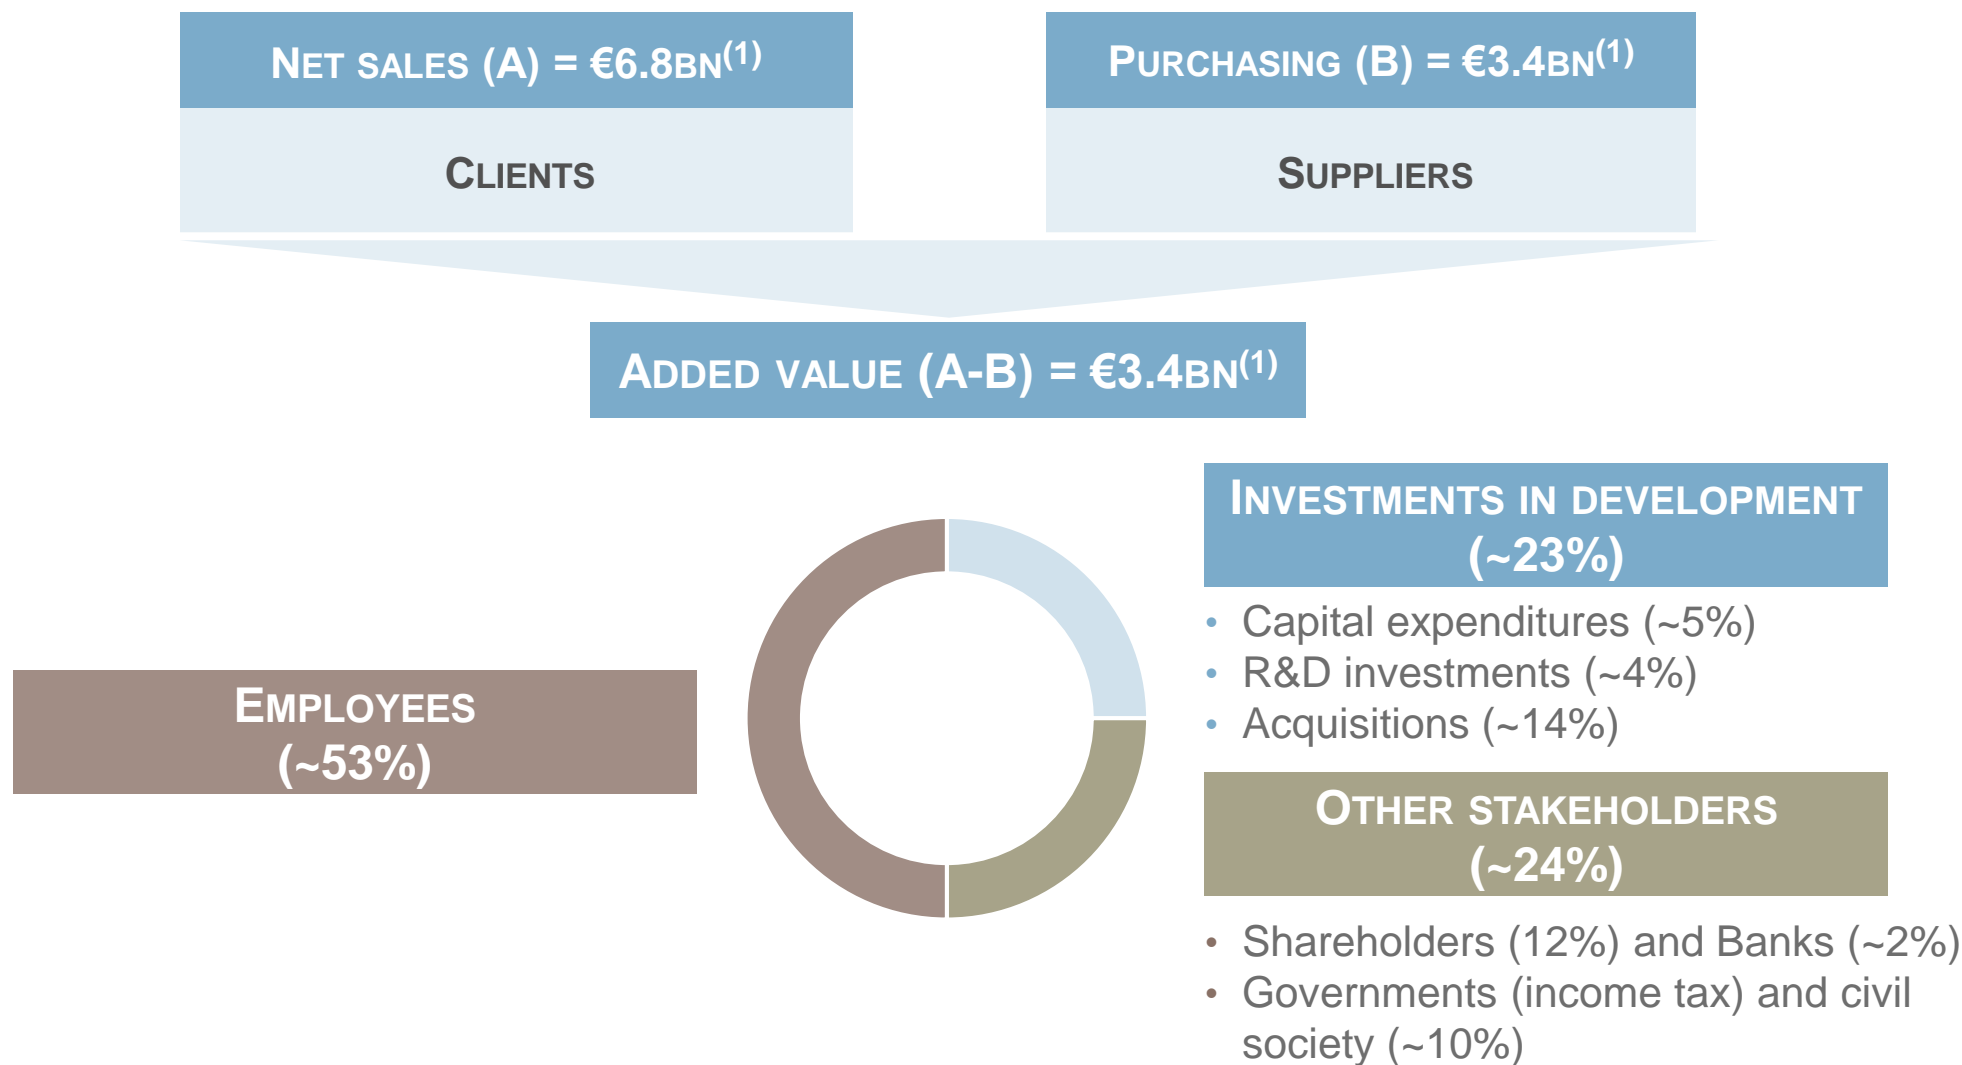 NET SALES (A) = €6.8BN(1)
PURCHASING (B) = €3.4BN(1)
CLIENTS
SUPPLIERS
ADDED VALUE (A-B) = €3.4BN(1)
INVESTMENTS IN DEVELOPMENT
(~23%)
• Capital expenditures (~5%)
• R&D investments (~4%)
• Acquisitions (~14%)
EMPLOYEES
(~53%)
OTHER STAKEHOLDERS
(~24%)
• Shareholders (12%) and Banks (~2%)
• Governments (income tax) and civil
society (~10%)